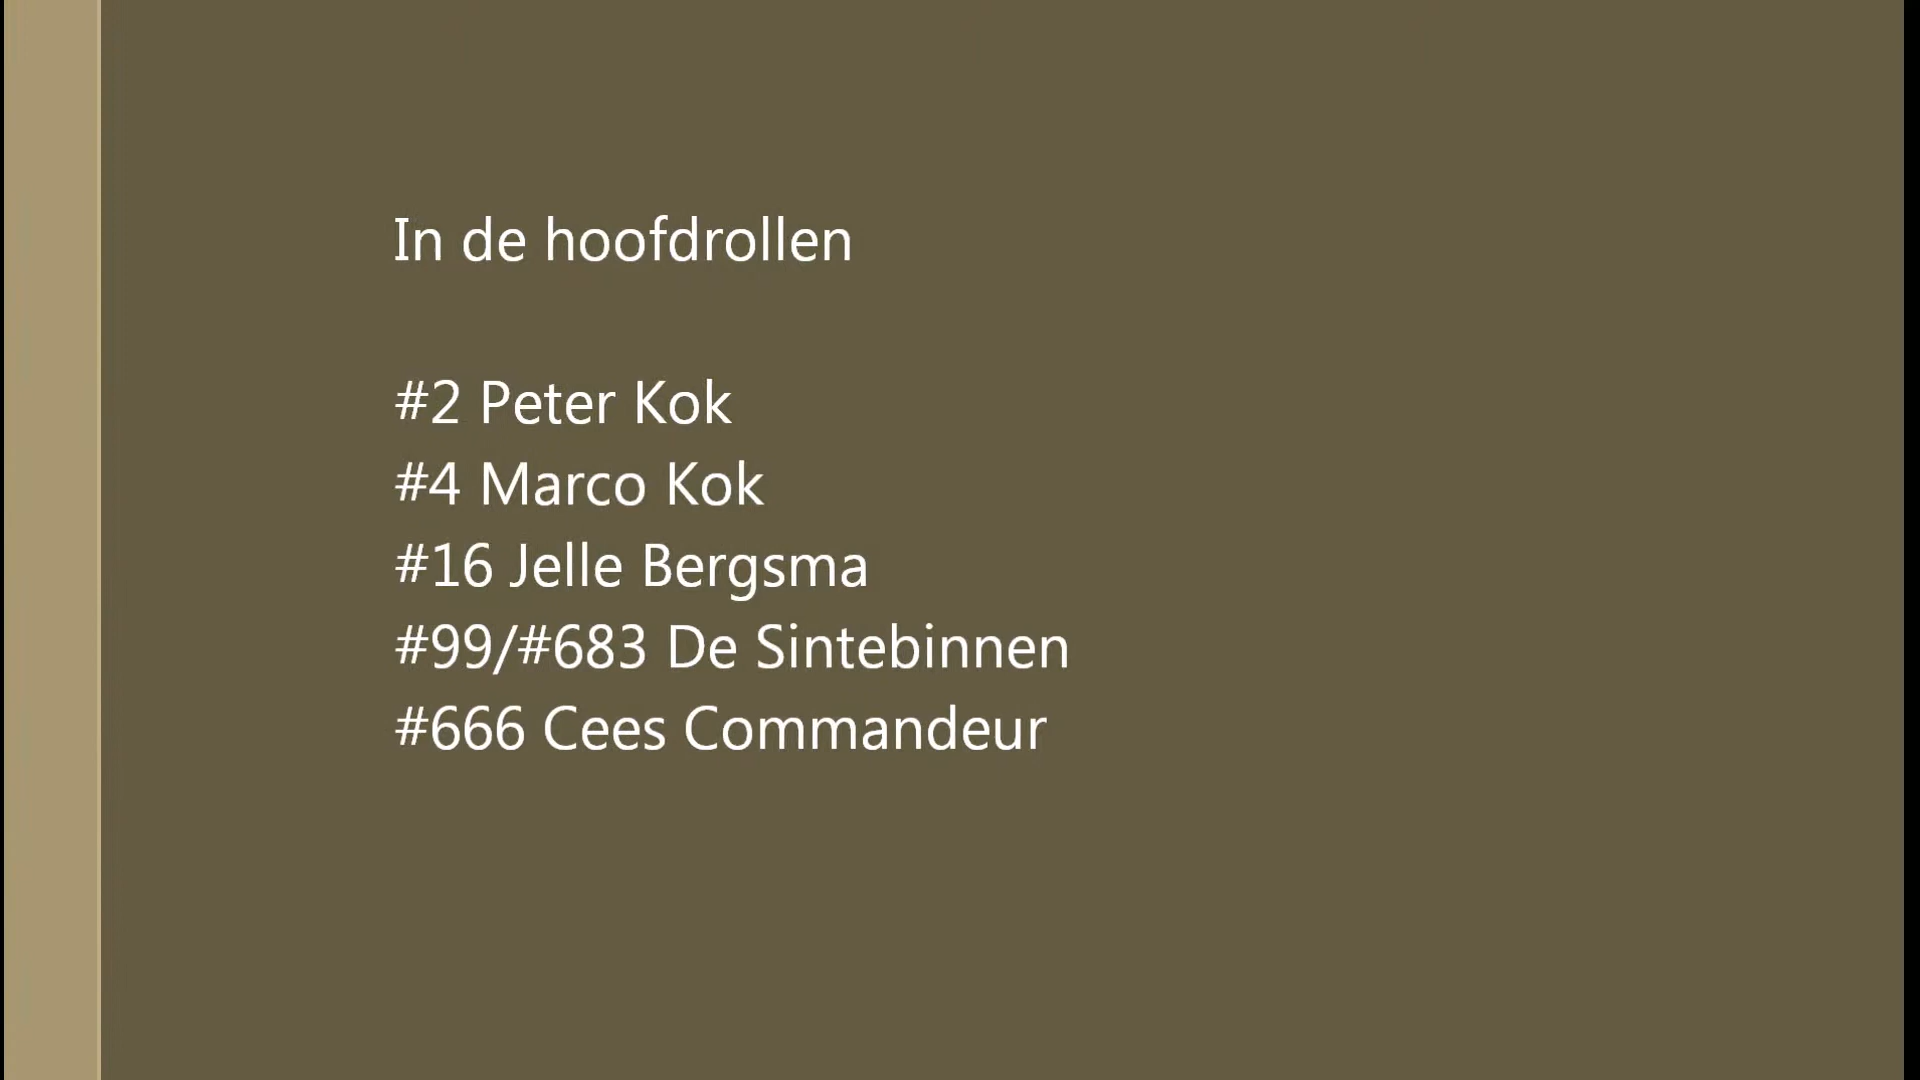 In de hoofdrollen
#2 Peter Kok
#4 Marco Kok
#16 Jelle Bergsma
#99/#683 De Sintebinnen
#666 Cees Commandeur